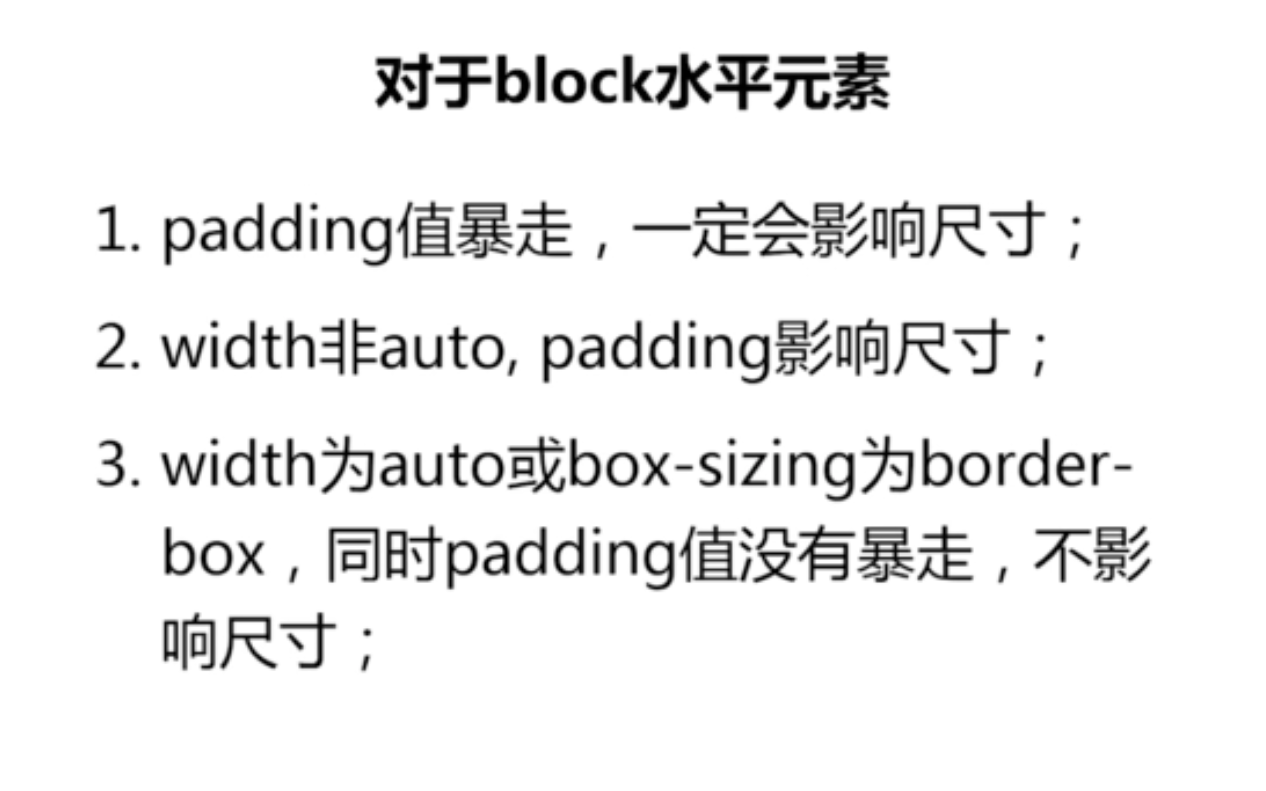 对于block水平元素
1. padding值暴走，一定会影响尺寸；
2. width非auto, padding影响尺寸；
3. width为auto或box-sizing为border-
box，同时padding值没有暴走，不影
响尺寸；